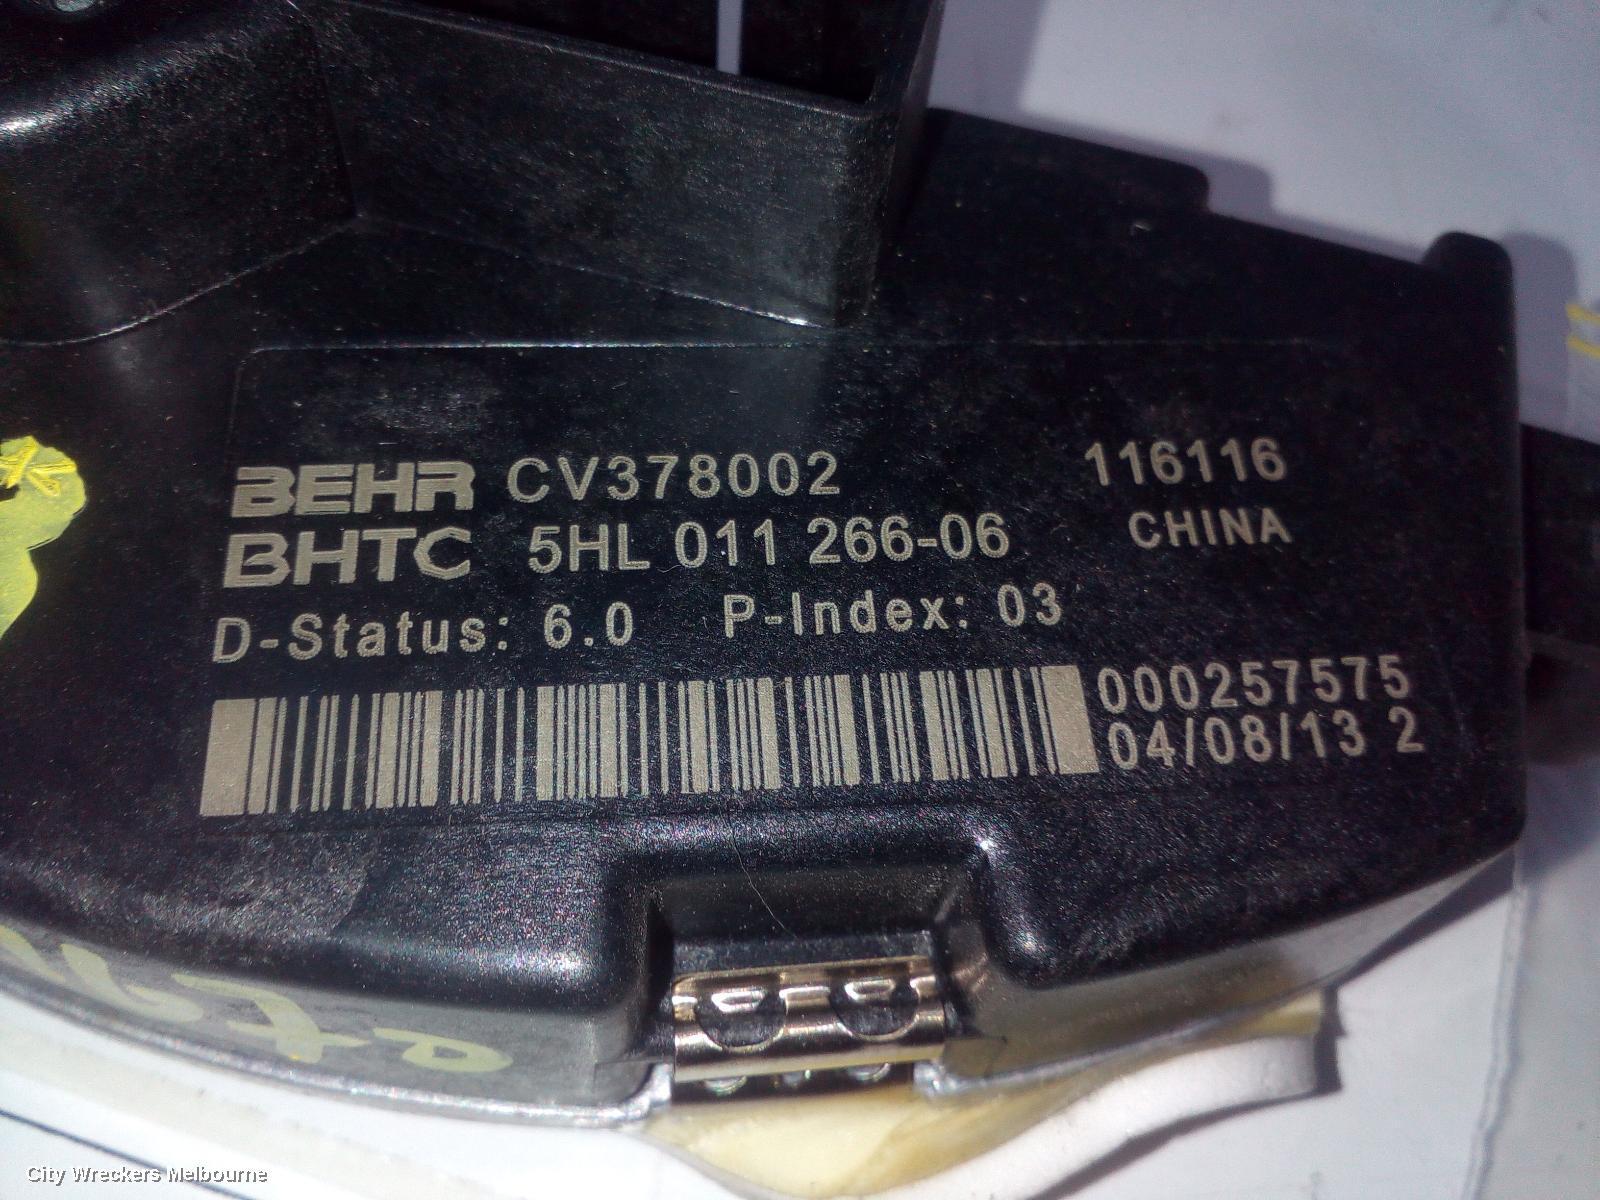 BEHR CV378002 116116
BHTC 5HL 011 266-06 CHINA
D-Status: 6.0 P-Index: 03
000257575
04/08/13 2
City Wreckers Melbourne